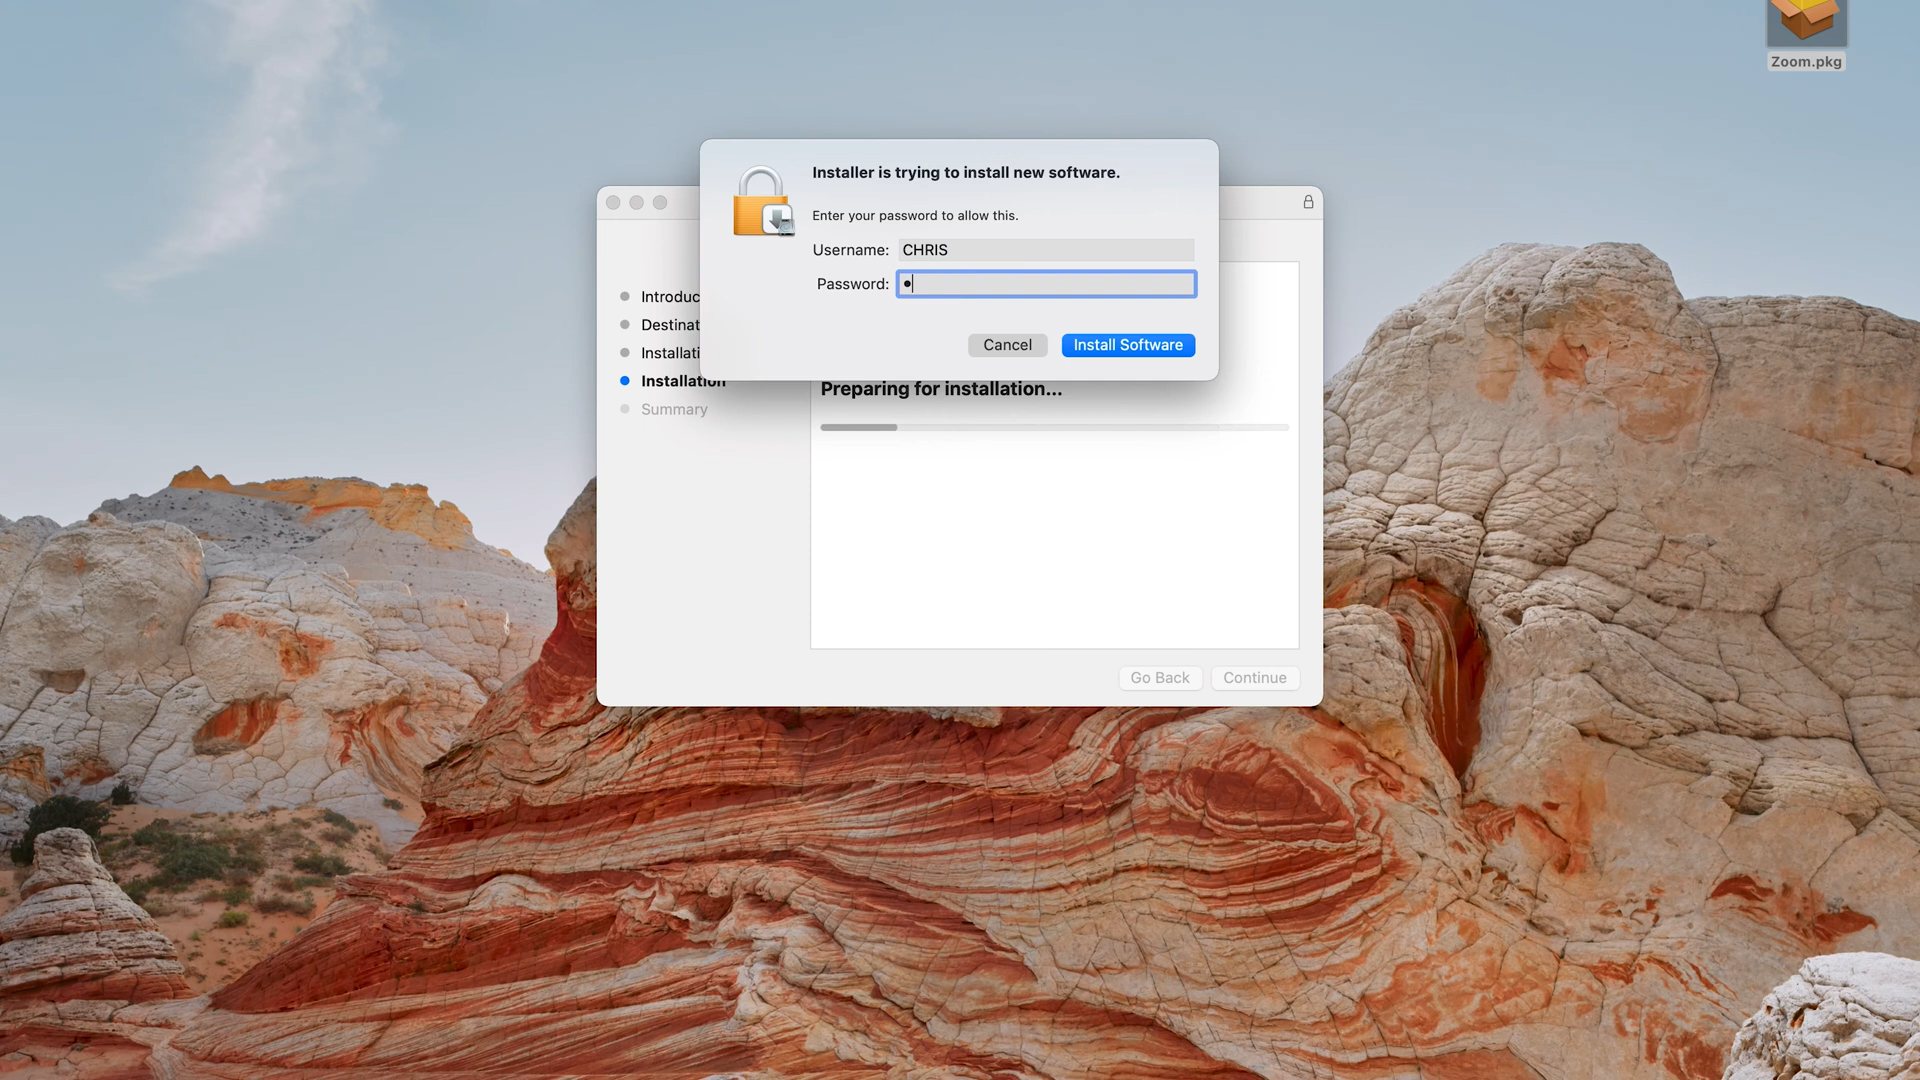 Zoom.pkg
Installer is trying to install new software.
Enter your password to allow this.
Username: CHRIS
Password: •
Cancel
Install Software
Introduc
Destinat
Installati
Installation
Summary
Preparing for installation...
Go Back
Continue